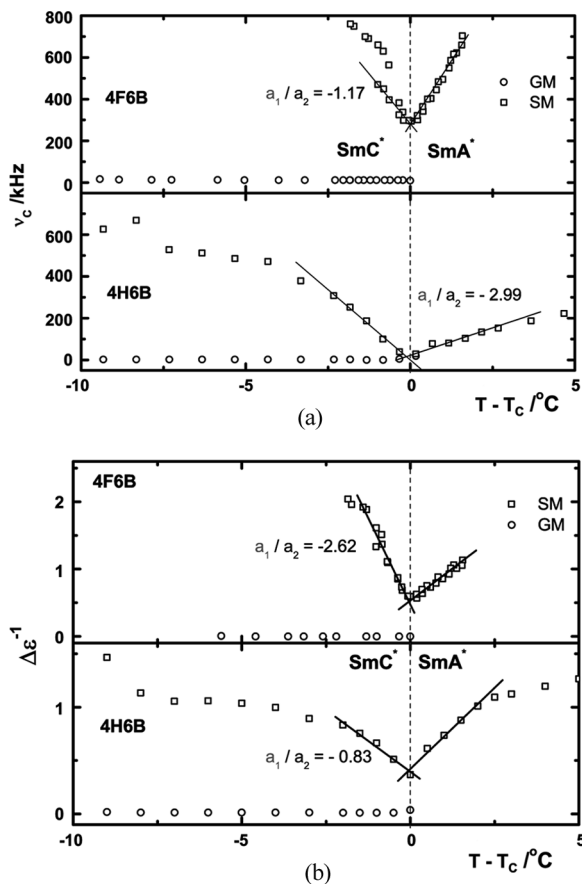 800
600
400
200
0
4F6B
a₁ / a₂ = -1.17
○ GM
□ SM
SmC* SmA*
ν_C /kHz
600
400
200
0
4H6B
a₁ / a₂ = - 2.99
-10 -5 0 5
T - T_C /°C
(a)
2
1
0
4F6B
□ SM
○ GM
a₁ / a₂ = -2.62
Δε⁻¹
SmC* SmA*
1
0
4H6B
a₁ / a₂ = - 0.83
-10 -5 0 5
T - T_C /°C
(b)